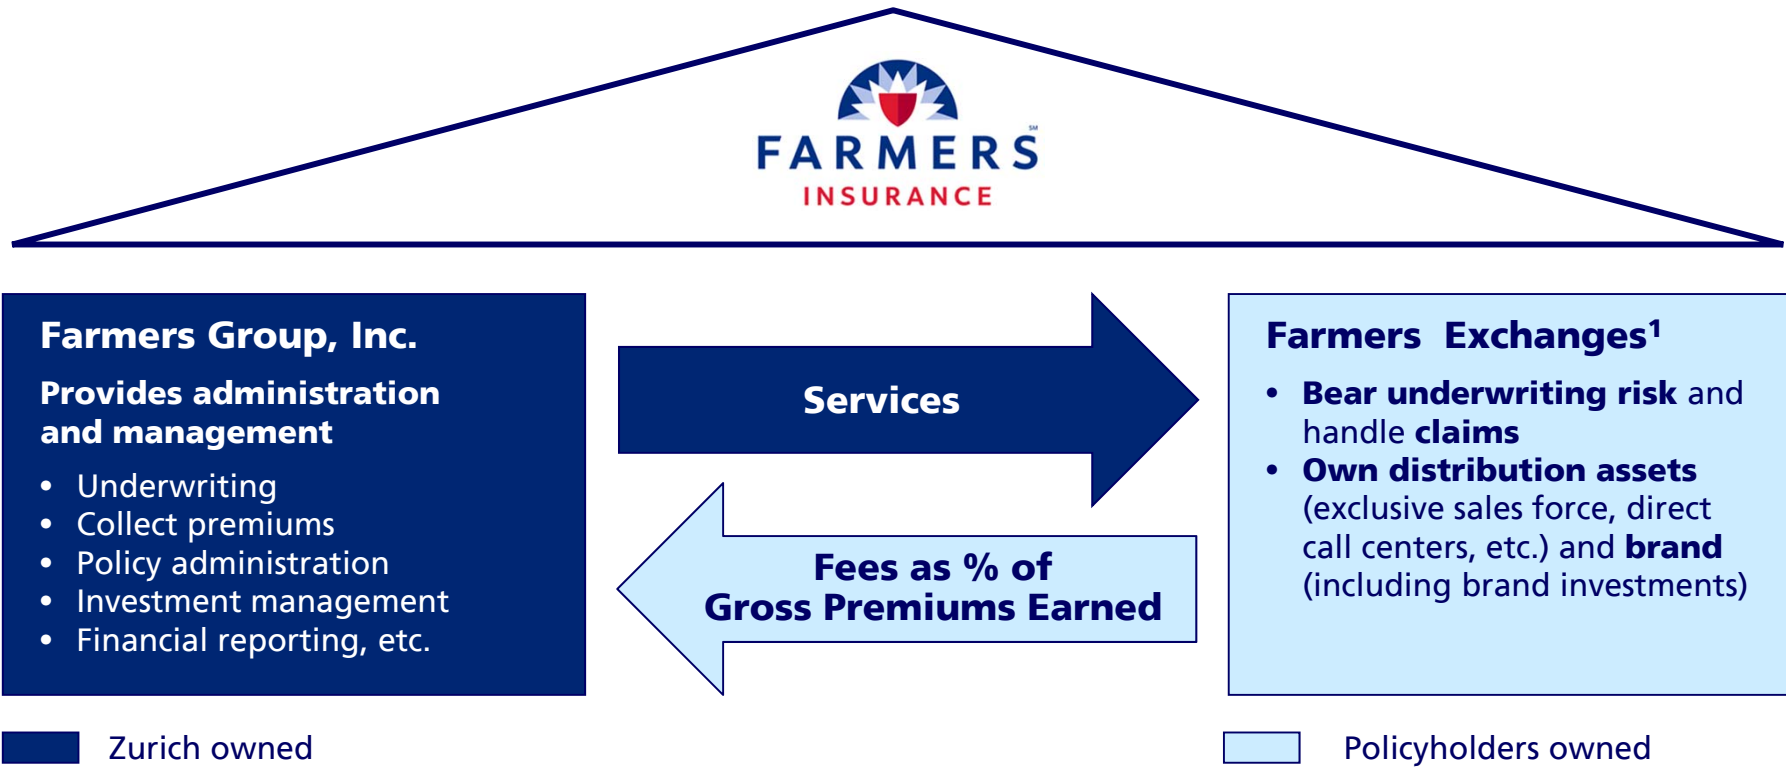 FARMERS℠
INSURANCE
Farmers Group, Inc.
Provides administration
and management
• Underwriting
• Collect premiums
• Policy administration
• Investment management
• Financial reporting, etc.
Services
Fees as % of
Gross Premiums Earned
Farmers Exchanges¹
• Bear underwriting risk and
handle claims
• Own distribution assets
(exclusive sales force, direct
call centers, etc.) and brand
(including brand investments)
Zurich owned
Policyholders owned